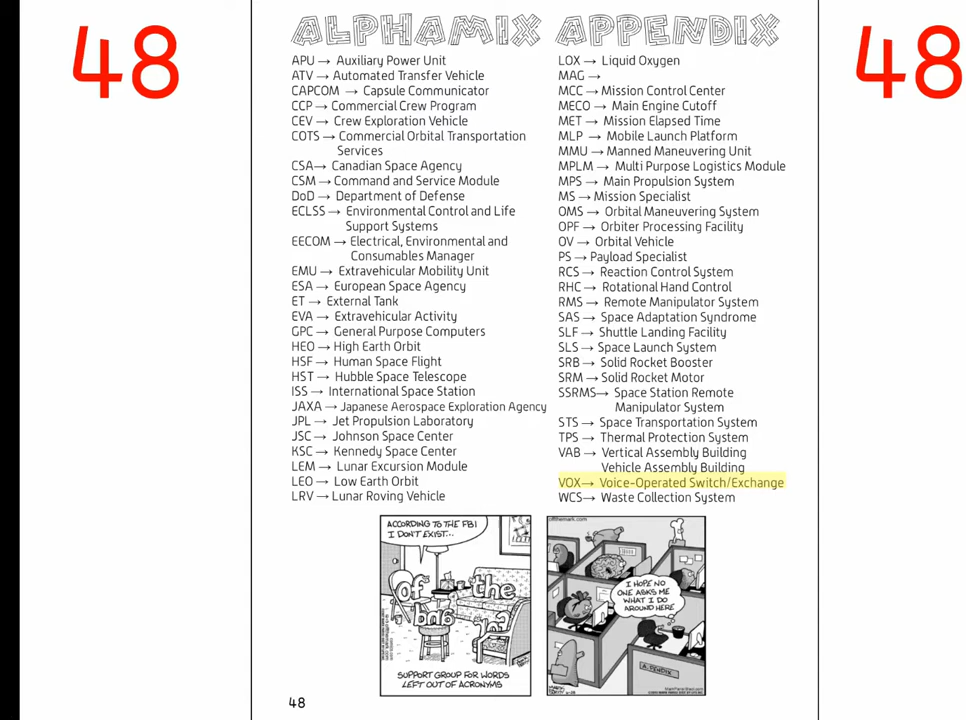 48
48
ALPHAMIX APPENDIX
APU → Auxiliary Power Unit
ATV → Automated Transfer Vehicle
CAPCOM → Capsule Communicator
CCP → Commercial Crew Program
CEV → Crew Exploration Vehicle
COTS → Commercial Orbital Transportation
Services
CSA→ Canadian Space Agency
CSM → Command and Service Module
DoD → Department of Defense
ECLSS → Environmental Control and Life
Support Systems
EECOM → Electrical, Environmental and
Consumables Manager
EMU → Extravehicular Mobility Unit
ESA → European Space Agency
ET → External Tank
EVA → Extravehicular Activity
GPC → General Purpose Computers
HEO → High Earth Orbit
HSF → Human Space Flight
HST → Hubble Space Telescope
ISS → International Space Station
JAXA → Japanese Aerospace Exploration Agency
JPL → Jet Propulsion Laboratory
JSC → Johnson Space Center
KSC → Kennedy Space Center
LEM → Lunar Excursion Module
LEO → Low Earth Orbit
LRV → Lunar Roving Vehicle
LOX → Liquid Oxygen
MAG →
MCC → Mission Control Center
MECO → Main Engine Cutoff
MET → Mission Elapsed Time
MLP → Mobile Launch Platform
MMU → Manned Maneuvering Unit
MPLM → Multi Purpose Logistics Module
MPS → Main Propulsion System
MS → Mission Specialist
OMS → Orbital Maneuvering System
OPF → Orbiter Processing Facility
OV → Orbital Vehicle
PS → Payload Specialist
RCS → Reaction Control System
RHC → Rotational Hand Control
RMS → Remote Manipulator System
SAS → Space Adaptation Syndrome
SLF → Shuttle Landing Facility
SLS → Space Launch System
SRB → Solid Rocket Booster
SRM → Solid Rocket Motor
SSRMS→ Space Station Remote
Manipulator System
STS → Space Transportation System
TPS → Thermal Protection System
VAB → Vertical Assembly Building
Vehicle Assembly Building
VOX→ Voice-Operated Switch/Exchange
WCS→ Waste Collection System
ACCORDING TO THE FBI
I DON'T EXIST...
of
the
and
SUPPORT GROUP FOR WORDS
LEFT OUT OF ACRONYMS
offthemark.com
I HOPE NO
ONE ASKS ME
WHAT I DO
AROUND HERE
A. PENDIX
48